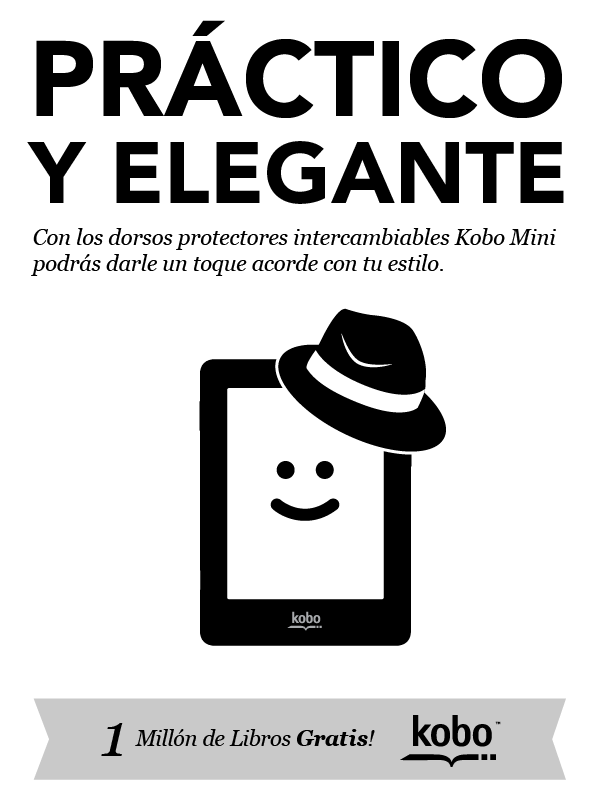 PRÁCTICO
Y ELEGANTE
Con los dorsos protectores intercambiables Kobo Mini
podrás darle un toque acorde con tu estilo.
kobo
1 Millón de Libros Gratis!
kobo™